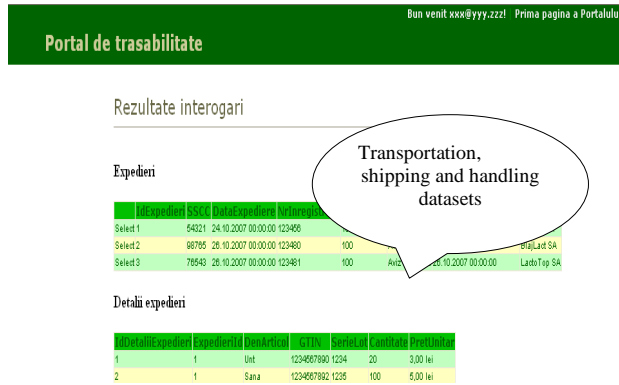 Bun venit xxx@yyy.zzz! Prima pagina a Portalulu
Portal de trasabilitate
Rezultate interogari
Transportation,
shipping and handling
datasets
Expedieri
IdExpedieri SSCC DataExpediere NrInregistr
Select 1 54321 24.10.2007 00:00:00 123456
Select 2 98765 26.10.2007 00:00:00 123480 100 BlajLact SA
Select 3 76543 26.10.2007 00:00:00 123481 100 Aviz 26.10.2007 00:00:00 LactoTop SA
Detalii expedieri
IdDetaliiExpedieri ExpedieriId DenArticol GTIN SerieLot Cantitate PretUnitar
1 1 Unt 1234567890 1234 20 3,00 lei
2 1 Sana 1234567892 1235 100 5,00 lei